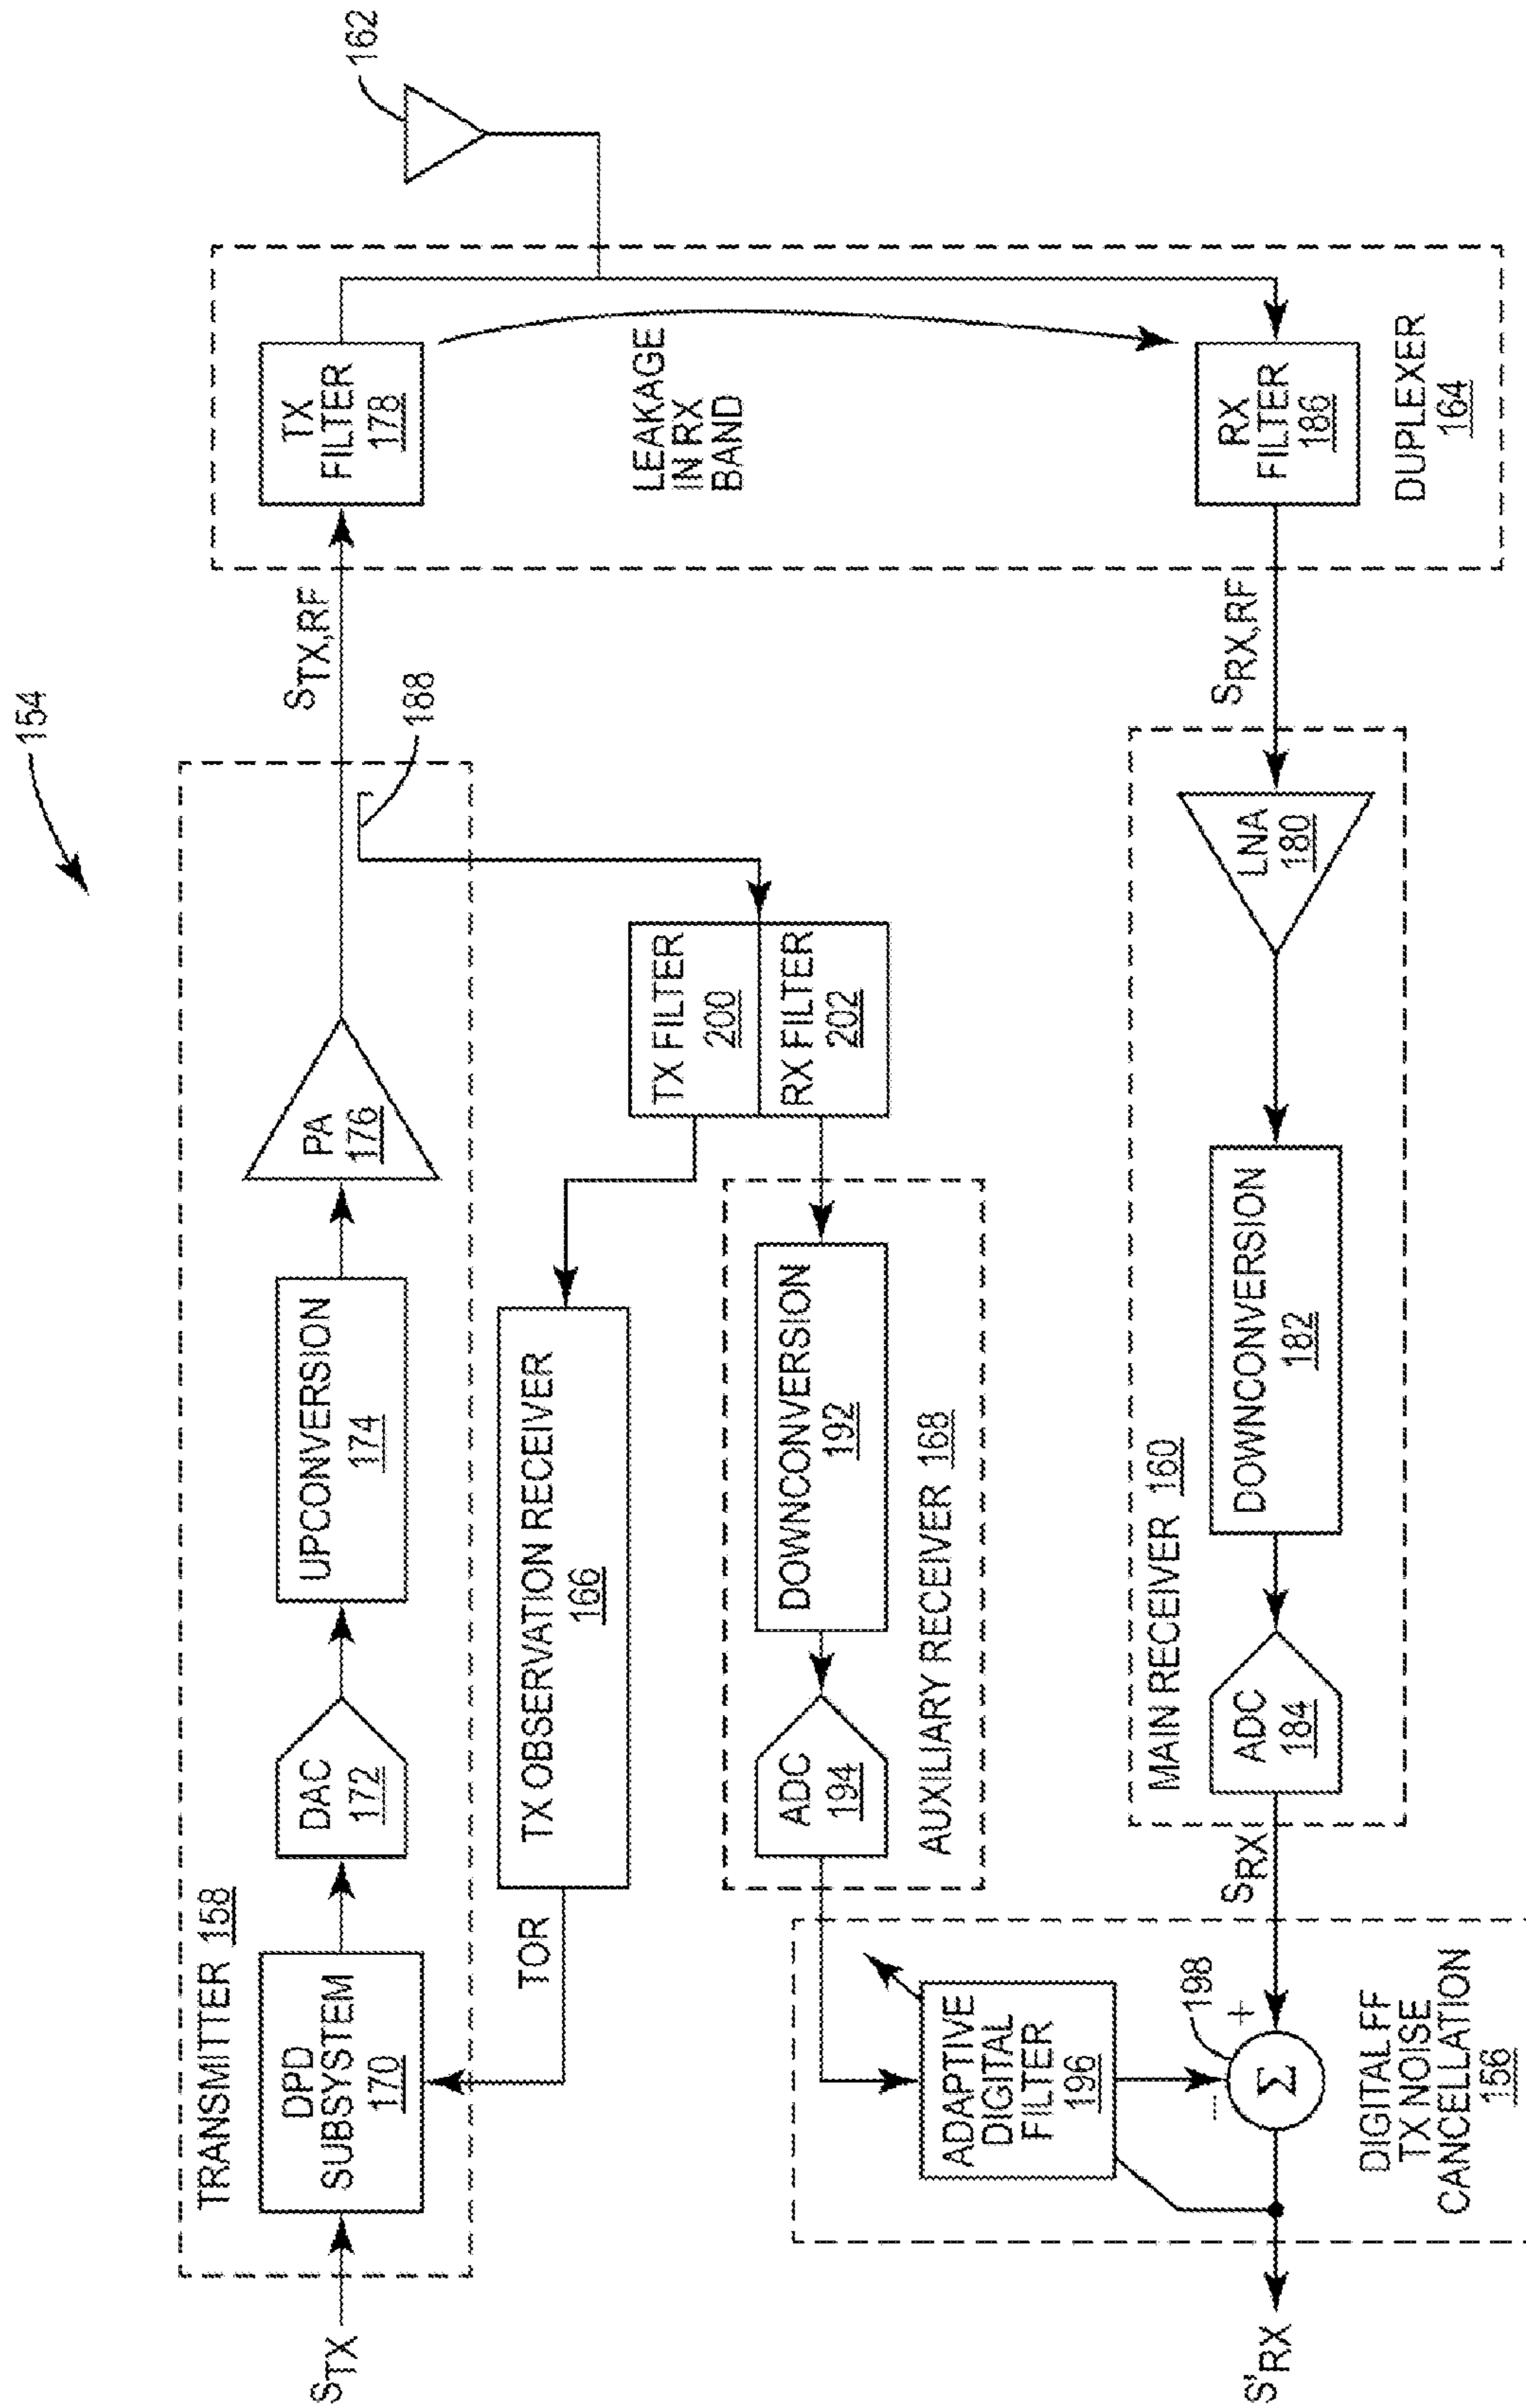 154
TRANSMITTER 158
S_TX
DPD
SUBSYSTEM
170
DAC
172
UPCONVERSION
174
PA
176
S_TX,RF
188
TX
FILTER
178
162
TOR
TX OBSERVATION RECEIVER
166
TX FILTER
200
RX FILTER
202
LEAKAGE
IN RX
BAND
ADC
194
DOWNCONVERSION
192
AUXILIARY RECEIVER 168
ADAPTIVE
DIGITAL
FILTER
196
198
+
-
Σ
S'_RX
DIGITAL FF
TX NOISE
CANCELLATION
156
S_RX
MAIN RECEIVER 160
ADC
184
DOWNCONVERSION
182
LNA
180
S_RX,RF
RX
FILTER
186
DUPLEXER
164